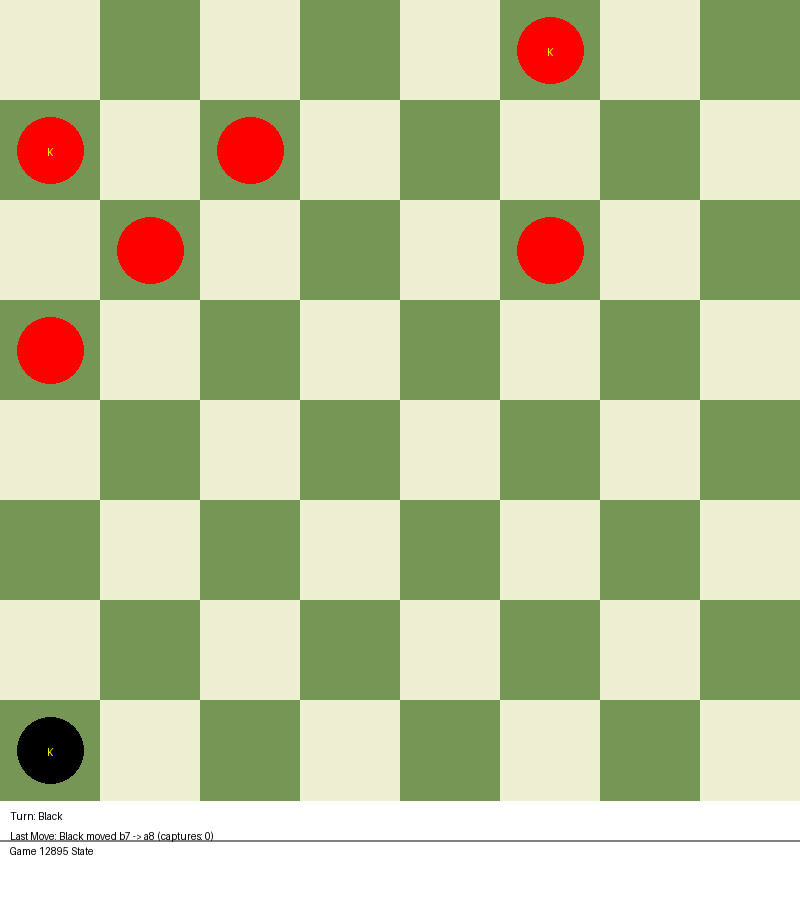 K
K
K
Turn: Black
Last Move: Black moved b7 -> a8 (captures: 0)
Game 12895 State